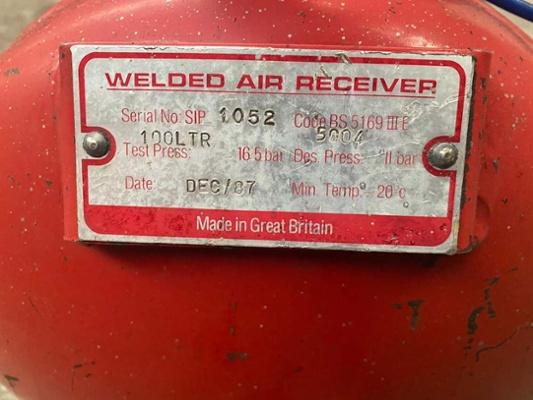 WELDED AIR RECEIVER
Serial No: SIP 1052 Code BS 5169 III E
100LTR 5004
Test Press: 16.5 bar Des. Press: 11 bar
Date: DEC/87 Min. Temp° -20°c
Made in Great Britain